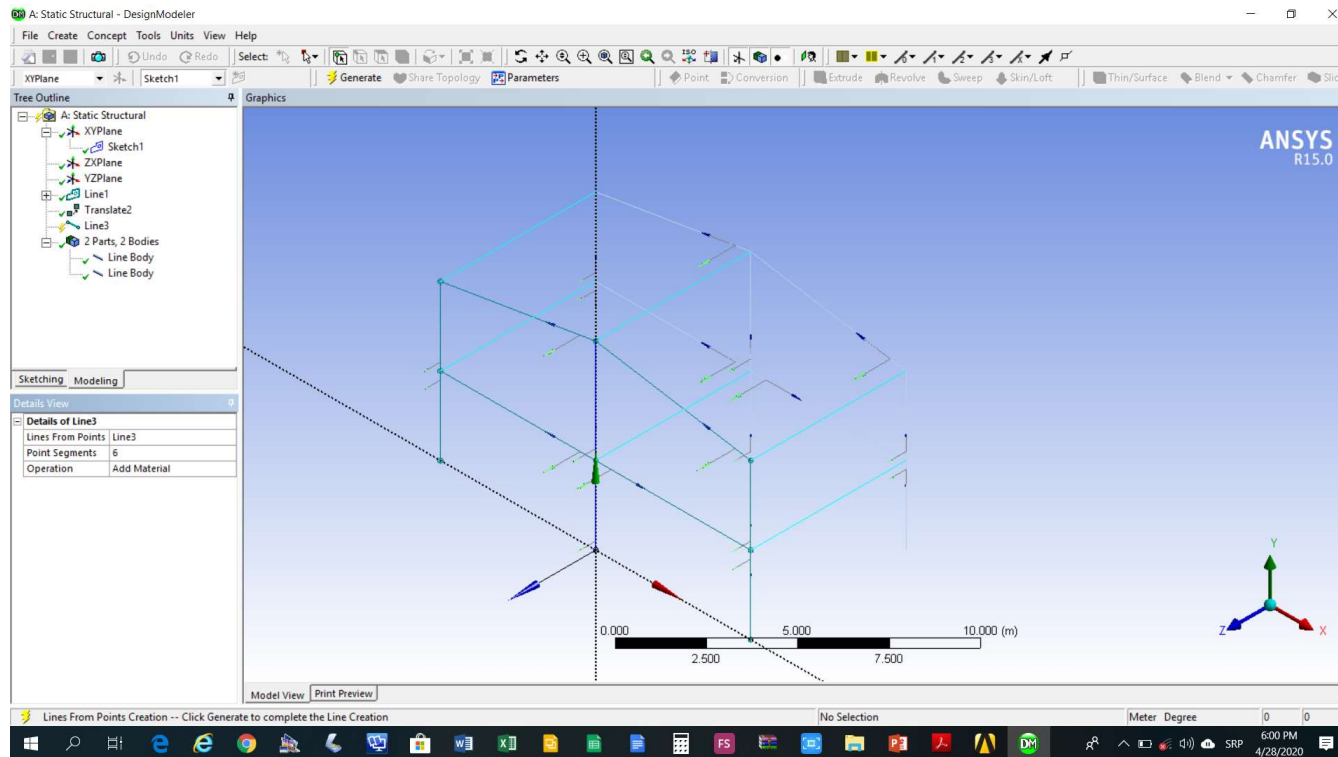 A: Static Structural - DesignModeler
File Create Concept Tools Units View Help
Undo Redo Select:
XYPlane Sketch1 Generate Share Topology Parameters Point Conversion Extrude Revolve Sweep Skin/Loft Thin/Surface Blend Chamfer
Tree Outline
A: Static Structural
XYPlane
Sketch1
ZXPlane
YZPlane
Line1
Translate2
Line3
2 Parts, 2 Bodies
Line Body
Line Body
Sketching Modeling
Details View
Details of Line3
Lines From Points Line3
Point Segments 6
Operation Add Material
Graphics
ANSYS
R15.0
0.000 5.000 10.000 (m)
2.500 7.500
Y
Z X
Model View Print Preview
Lines From Points Creation -- Click Generate to complete the Line Creation No Selection Meter Degree 0 0
FS DM SRP 6:00 PM
4/28/2020